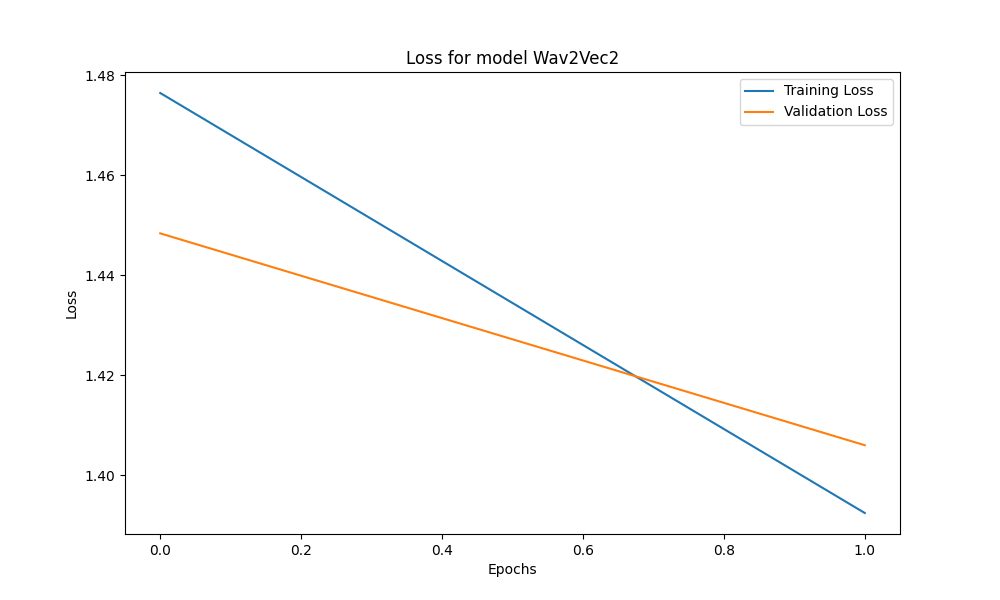 Loss for model Wav2Vec2
Training Loss
Validation Loss
1.48
1.46
1.44
1.42
1.40
Loss
0.0 0.2 0.4 0.6 0.8 1.0
Epochs